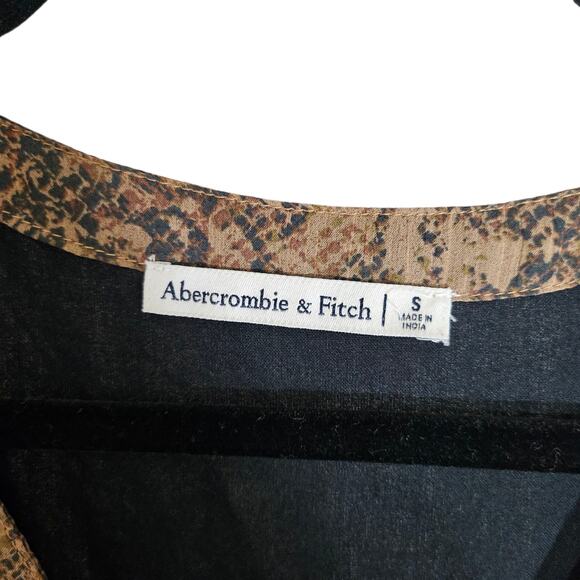 Abercrombie & Fitch
S
MADE IN
INDIA